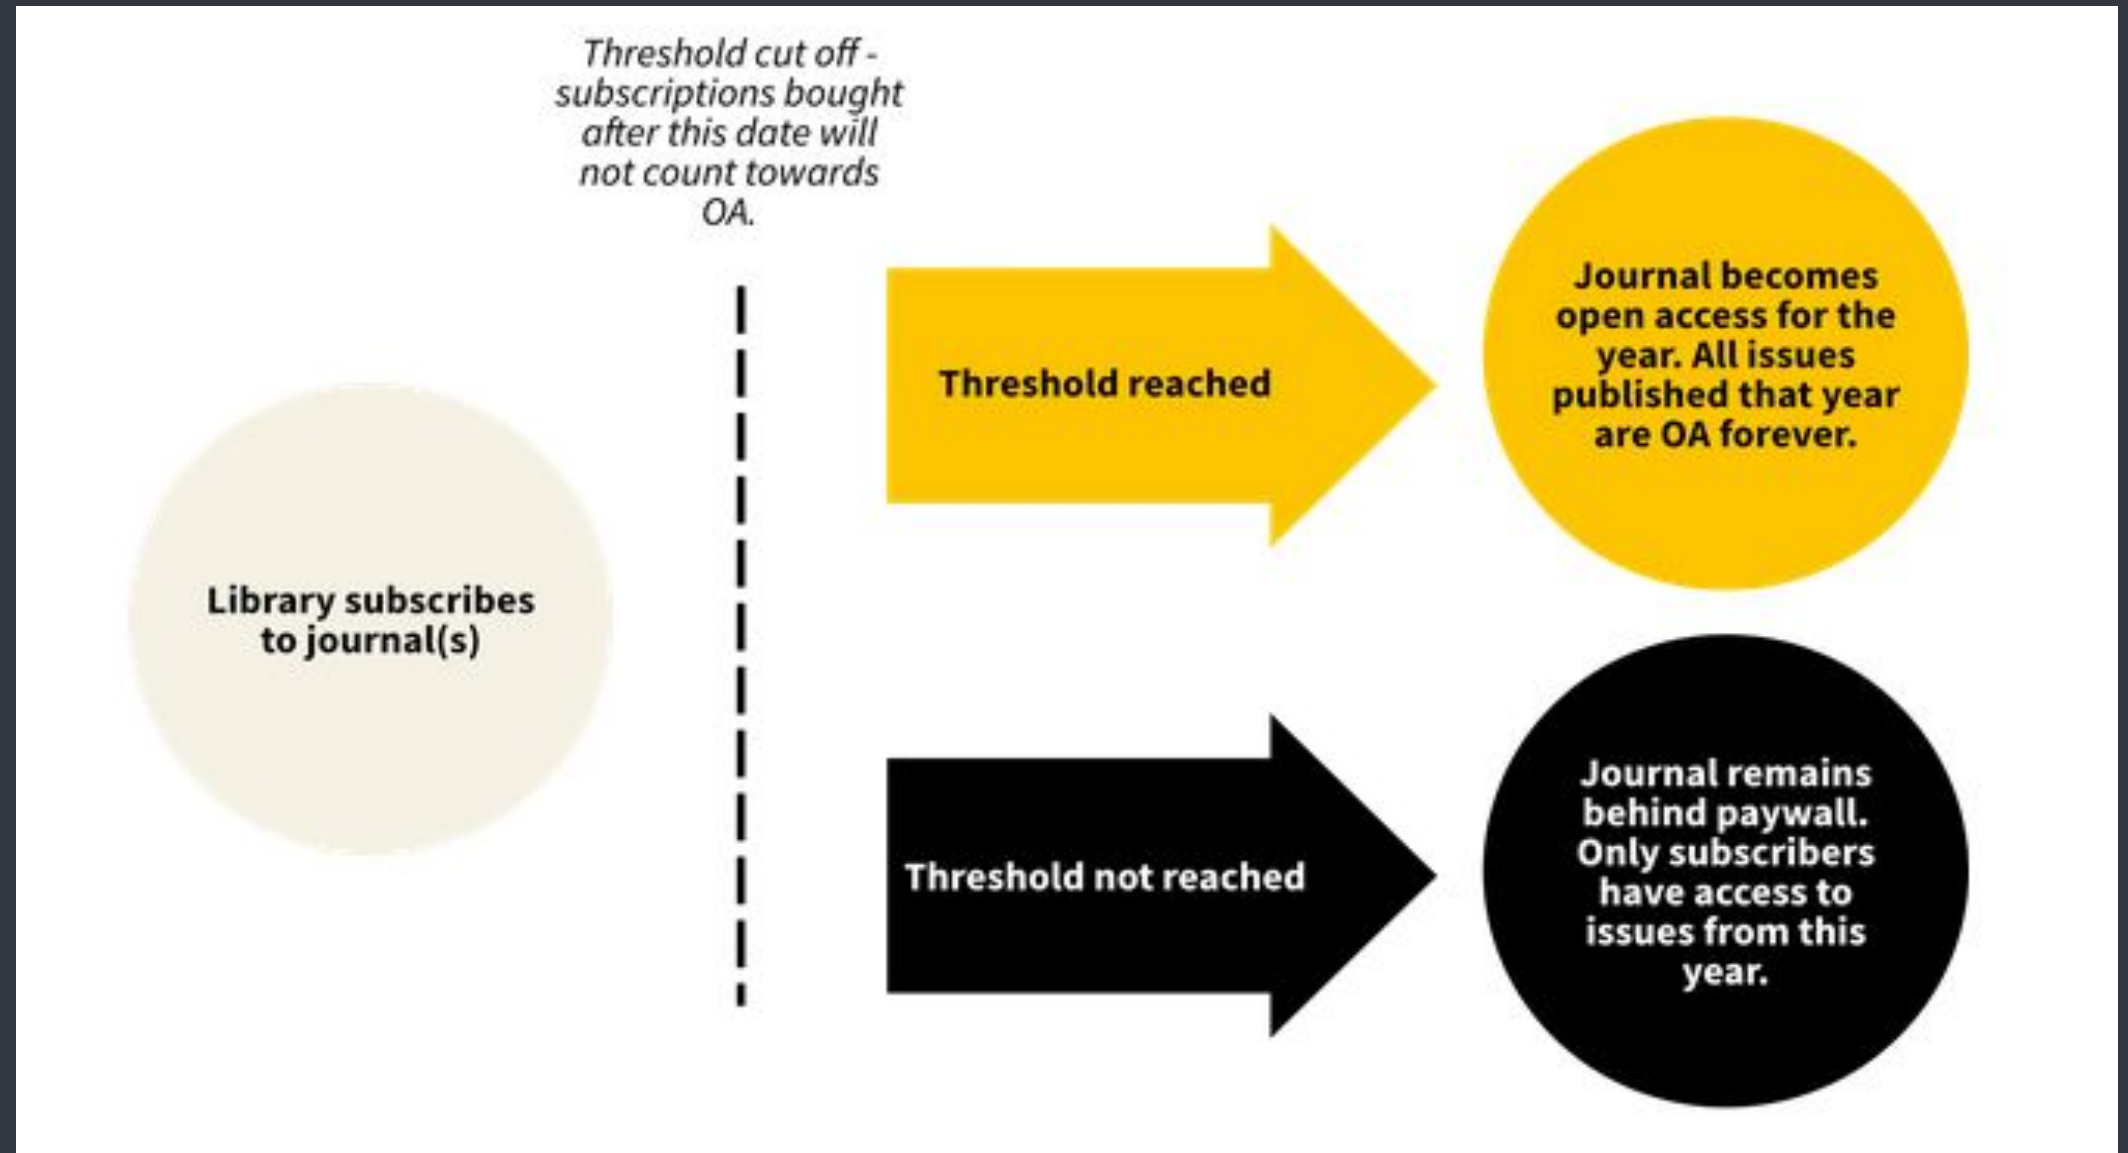 Threshold cut off -
subscriptions bought
after this date will
not count towards
OA.
Library subscribes
to journal(s)
Threshold reached
Journal becomes
open access for the
year. All issues
published that year
are OA forever.
Threshold not reached
Journal remains
behind paywall.
Only subscribers
have access to
issues from this
year.